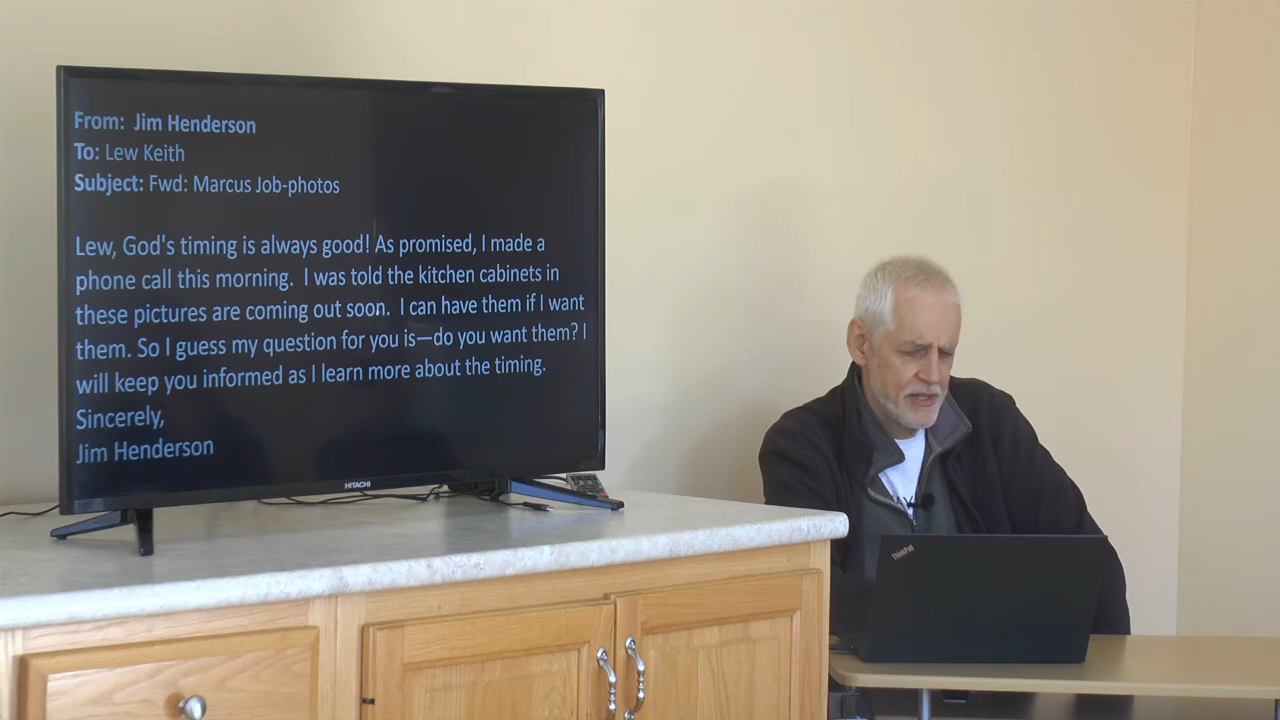 From: Jim Henderson
To: Lew Keith
Subject: Fwd: Marcus Job-photos
Lew, God's timing is always good! As promised, I made a
phone call this morning. I was told the kitchen cabinets in
these pictures are coming out soon. I can have them if I want
them. So I guess my question for you is—do you want them? I
will keep you informed as I learn more about the timing.
Sincerely,
Jim Henderson
HITACHI
ThinkPad